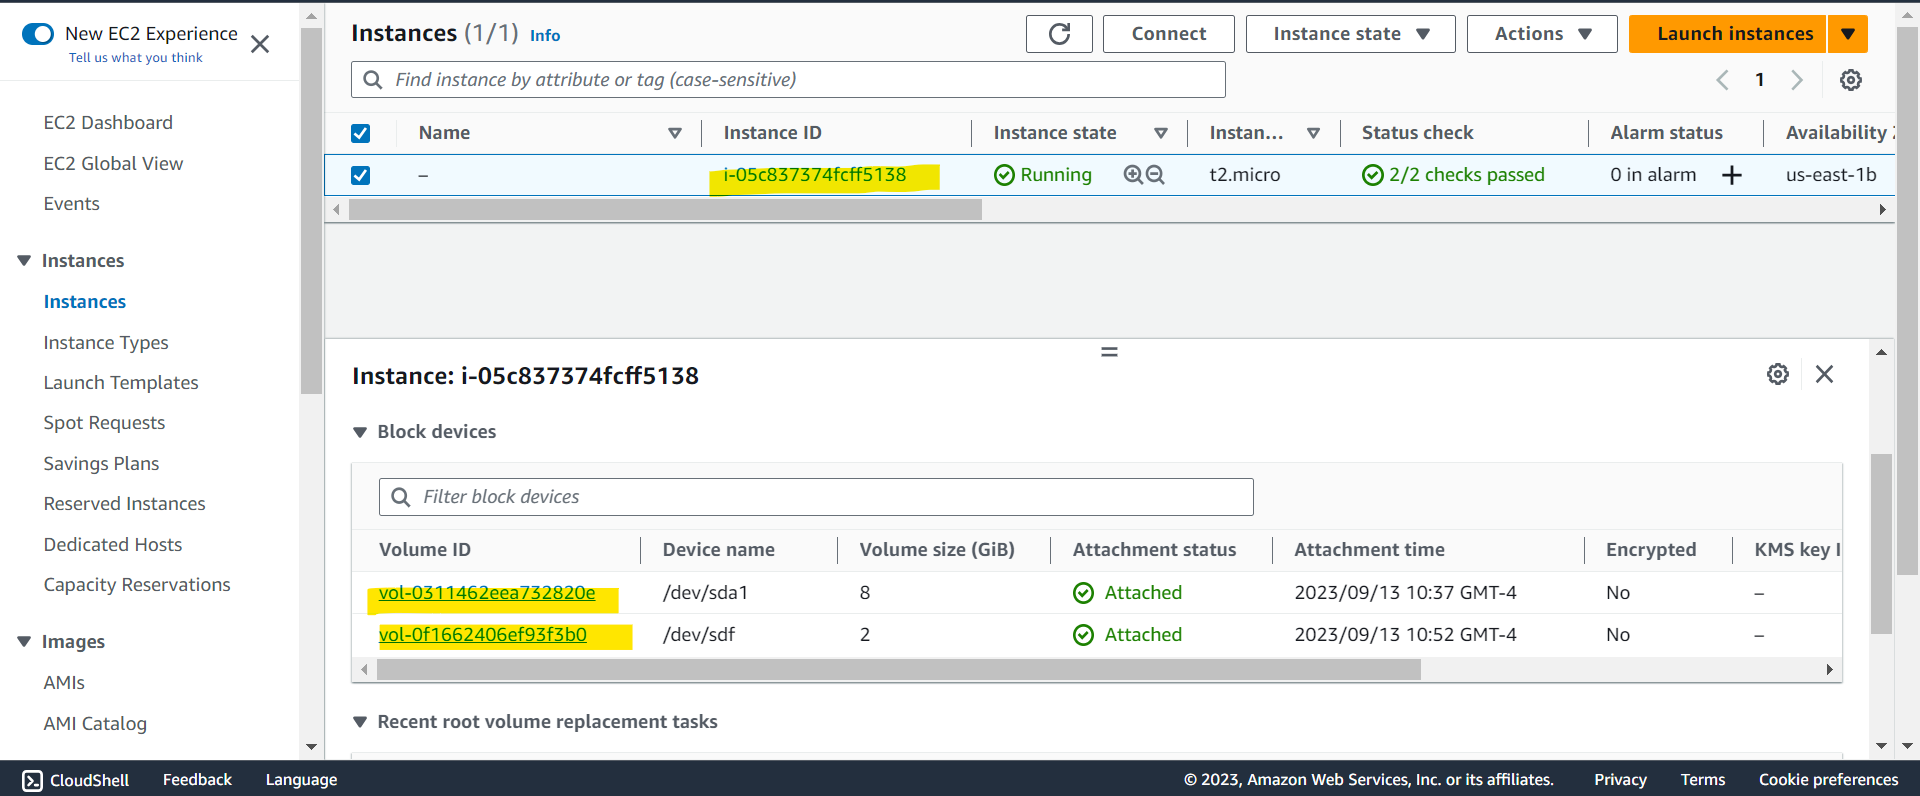 New EC2 Experience
Tell us what you think
EC2 Dashboard
EC2 Global View
Events
Instances
Instances
Instance Types
Launch Templates
Spot Requests
Savings Plans
Reserved Instances
Dedicated Hosts
Capacity Reservations
Images
AMIs
AMI Catalog
Instances (1/1) Info
Connect
Instance state
Actions
Launch instances
Find instance by attribute or tag (case-sensitive)
1
Name Instance ID Instance state Instan... Status check Alarm status Availability
– i-05c837374fcff5138 Running t2.micro 2/2 checks passed 0 in alarm + us-east-1b
Instance: i-05c837374fcff5138
Block devices
Filter block devices
Volume ID Device name Volume size (GiB) Attachment status Attachment time Encrypted KMS key
vol-0311462eea732820e /dev/sda1 8 Attached 2023/09/13 10:37 GMT-4 No –
vol-0f1662406ef93f3b0 /dev/sdf 2 Attached 2023/09/13 10:52 GMT-4 No –
Recent root volume replacement tasks
CloudShell Feedback Language © 2023, Amazon Web Services, Inc. or its affiliates. Privacy Terms Cookie preferences